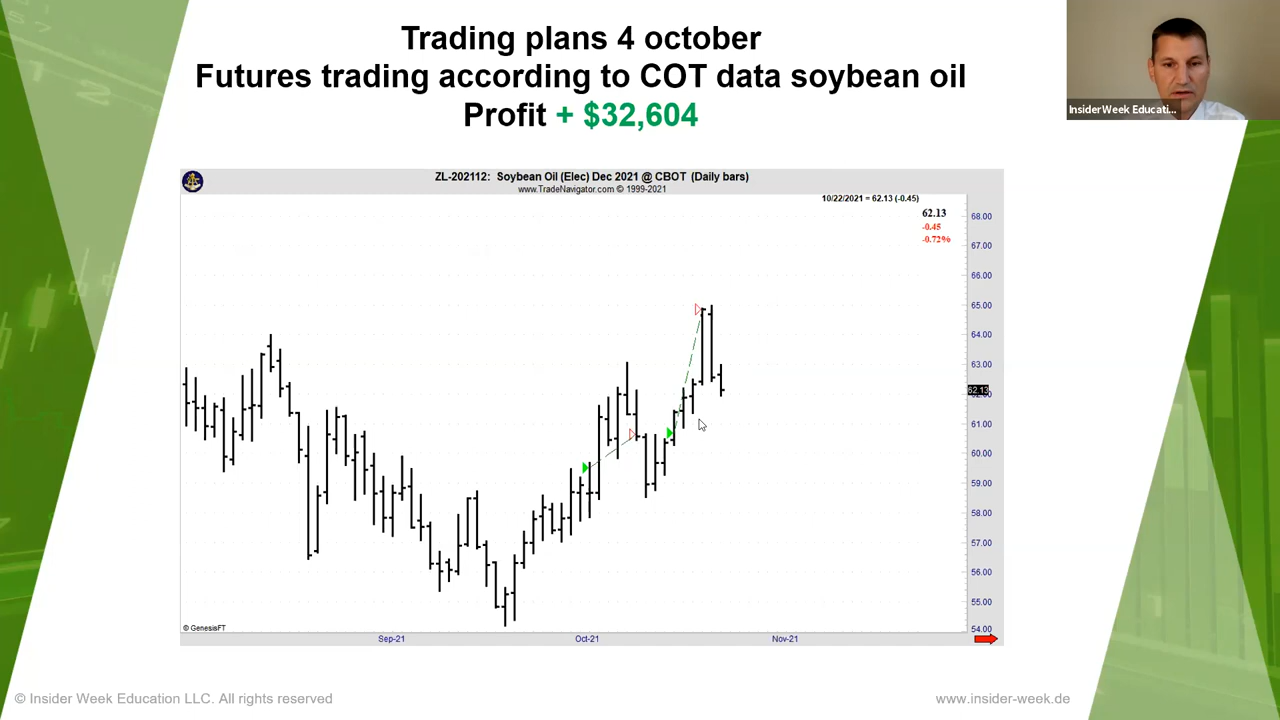 Trading plans 4 october
Futures trading according to COT data soybean oil
Profit + $32,604
InsiderWeek Educati...
ZL-202112: Soybean Oil (Elec) Dec 2021 @ CBOT (Daily bars)
www.TradeNavigator.com © 1999-2021
10/22/2021 = 62.13 (-0.45)
62.13
-0.45
-0.72%
68.00
67.00
66.00
65.00
64.00
63.00
62.13
62.00
61.00
60.00
59.00
58.00
57.00
56.00
55.00
54.00
© GenesisFT
Sep-21 Oct-21 Nov-21
© Insider Week Education LLC. All rights reserved
www.insider-week.de